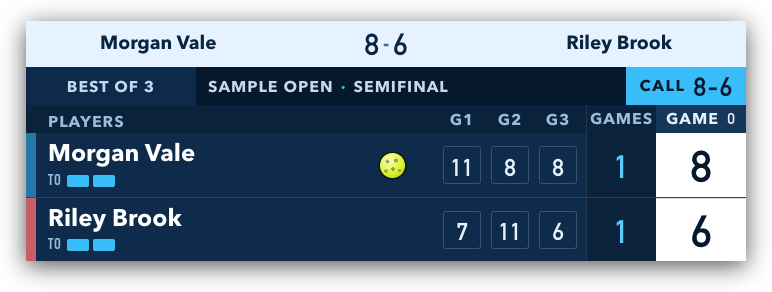 Morgan Vale 8-6 Riley Brook
BEST OF 3 SAMPLE OPEN · SEMIFINAL CALL 8-6
PLAYERS G1 G2 G3 GAMES GAME 0
Morgan Vale 11 8 8 1 8
TO
Riley Brook 7 11 6 1 6
TO